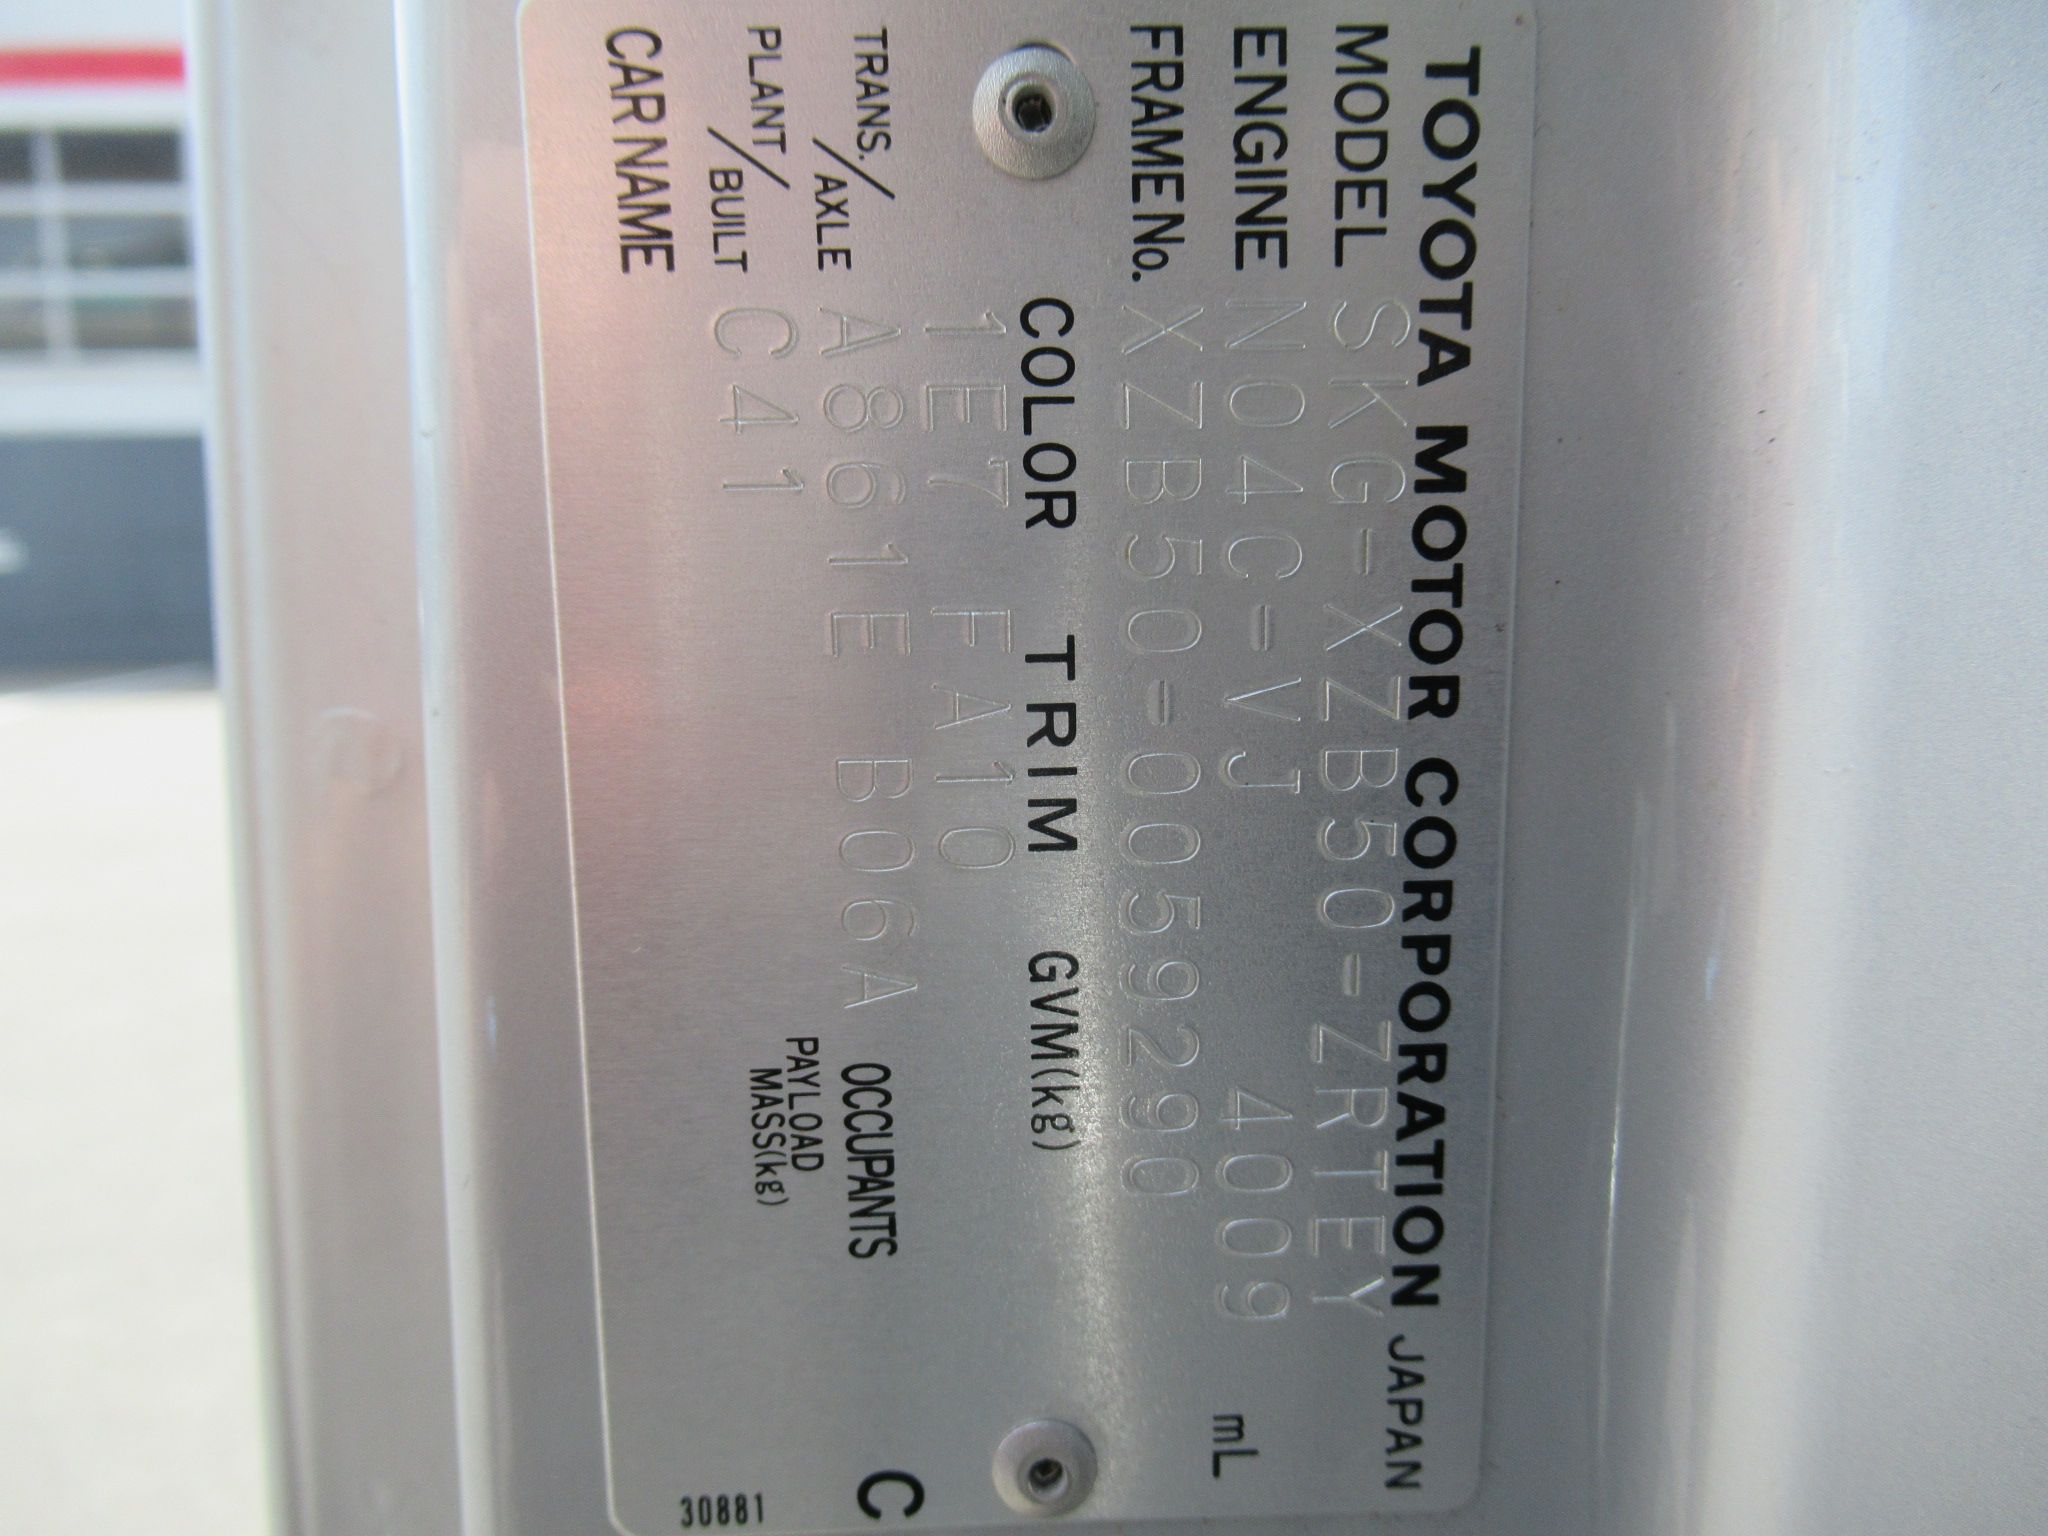 TOYOTA MOTOR CORPORATION JAPAN
MODEL SKG-XZB50-ZRTEY
ENGINE N04C-VJ 4009 mL
FRAME No. XZB50-0059290
COLOR TRIM GVM(kg)
1E7 FA10
TRANS./AXLE A861E B06A OCCUPANTS C
PLANT/BUILT C41 PAYLOAD MASS(kg)
CAR NAME 30881